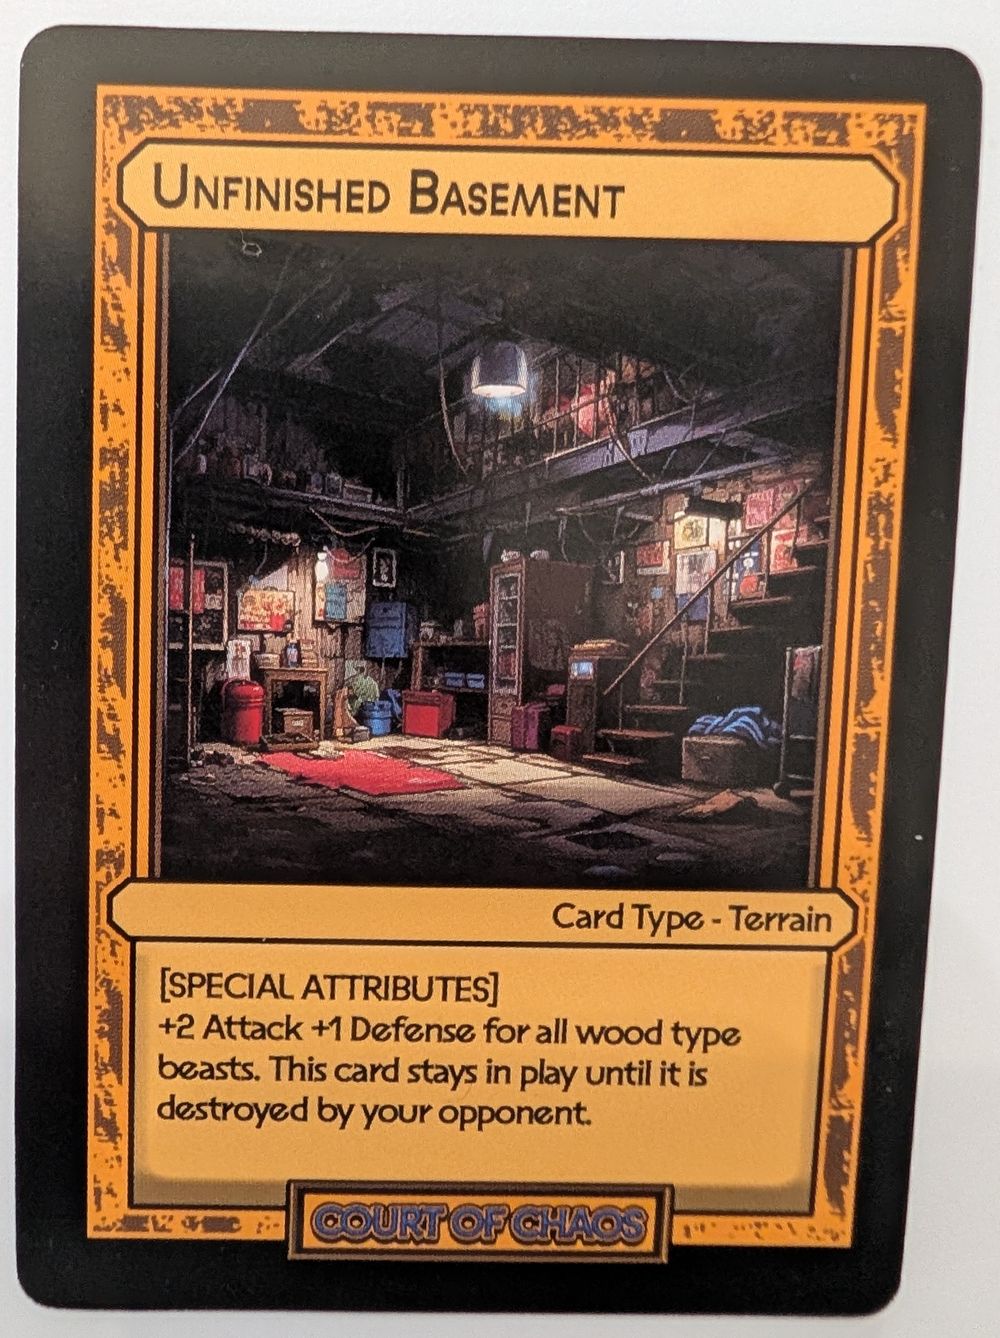 Unfinished Basement
Card Type - Terrain
[SPECIAL ATTRIBUTES]
+2 Attack +1 Defense for all wood type
beasts. This card stays in play until it is
destroyed by your opponent.
COURT OF CHAOS